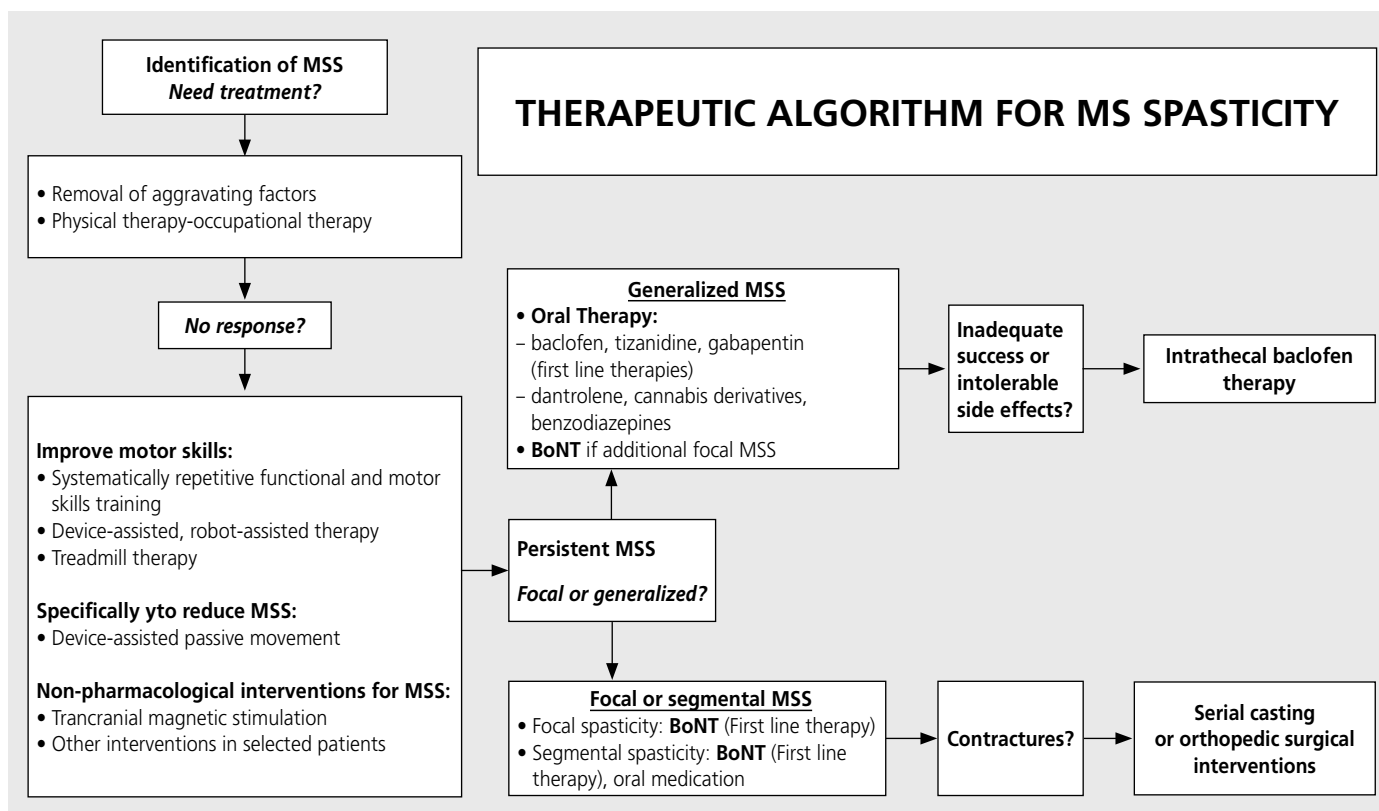 Identification of MSS
Need treatment?
THERAPEUTIC ALGORITHM FOR MS SPASTICITY
• Removal of aggravating factors
• Physical therapy-occupational therapy
No response?
Improve motor skills:
• Systematically repetitive functional and motor
skills training
• Device-assisted, robot-assisted therapy
• Treadmill therapy
Specifically yto reduce MSS:
• Device-assisted passive movement
Non-pharmacological interventions for MSS:
• Trancranial magnetic stimulation
• Other interventions in selected patients
Persistent MSS
Focal or generalized?
Generalized MSS
• Oral Therapy:
– baclofen, tizanidine, gabapentin
(first line therapies)
– dantrolene, cannabis derivatives,
benzodiazepines
• BoNT if additional focal MSS
Inadequate
success or
intolerable
side effects?
Intrathecal baclofen
therapy
Focal or segmental MSS
• Focal spasticity: BoNT (First line therapy)
• Segmental spasticity: BoNT (First line
therapy), oral medication
Contractures?
Serial casting
or orthopedic surgical
interventions